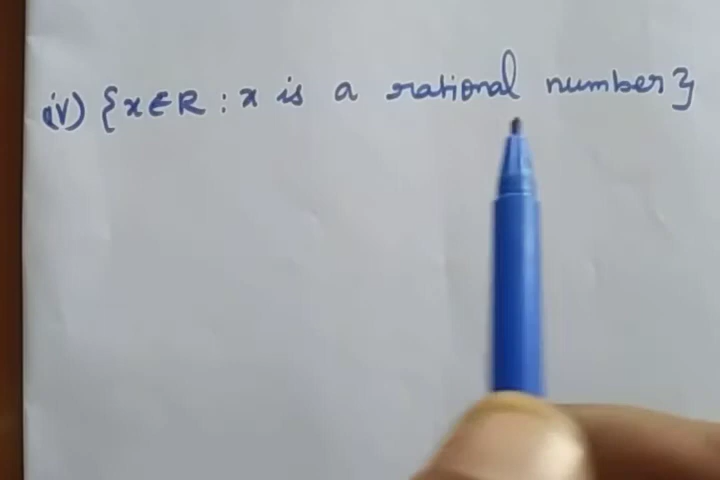 iv) {x∈R : x is a rational number}